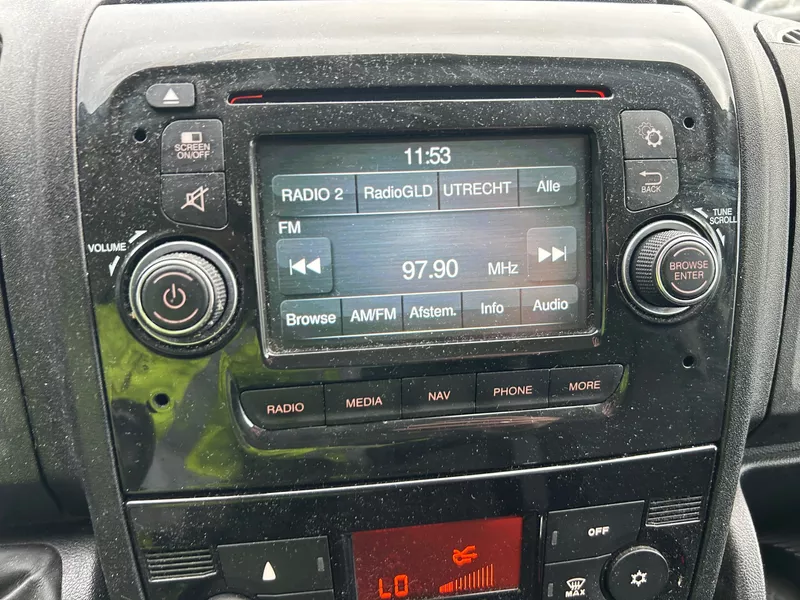 SCREEN
ON/OFF
VOLUME
11:53
RADIO 2 RadioGLD UTRECHT Alle
FM
97.90 MHz
Browse AM/FM Afstem. Info Audio
BACK
TUNE
SCROLL
BROWSE
ENTER
RADIO MEDIA NAV PHONE MORE
OFF
LO
MAX